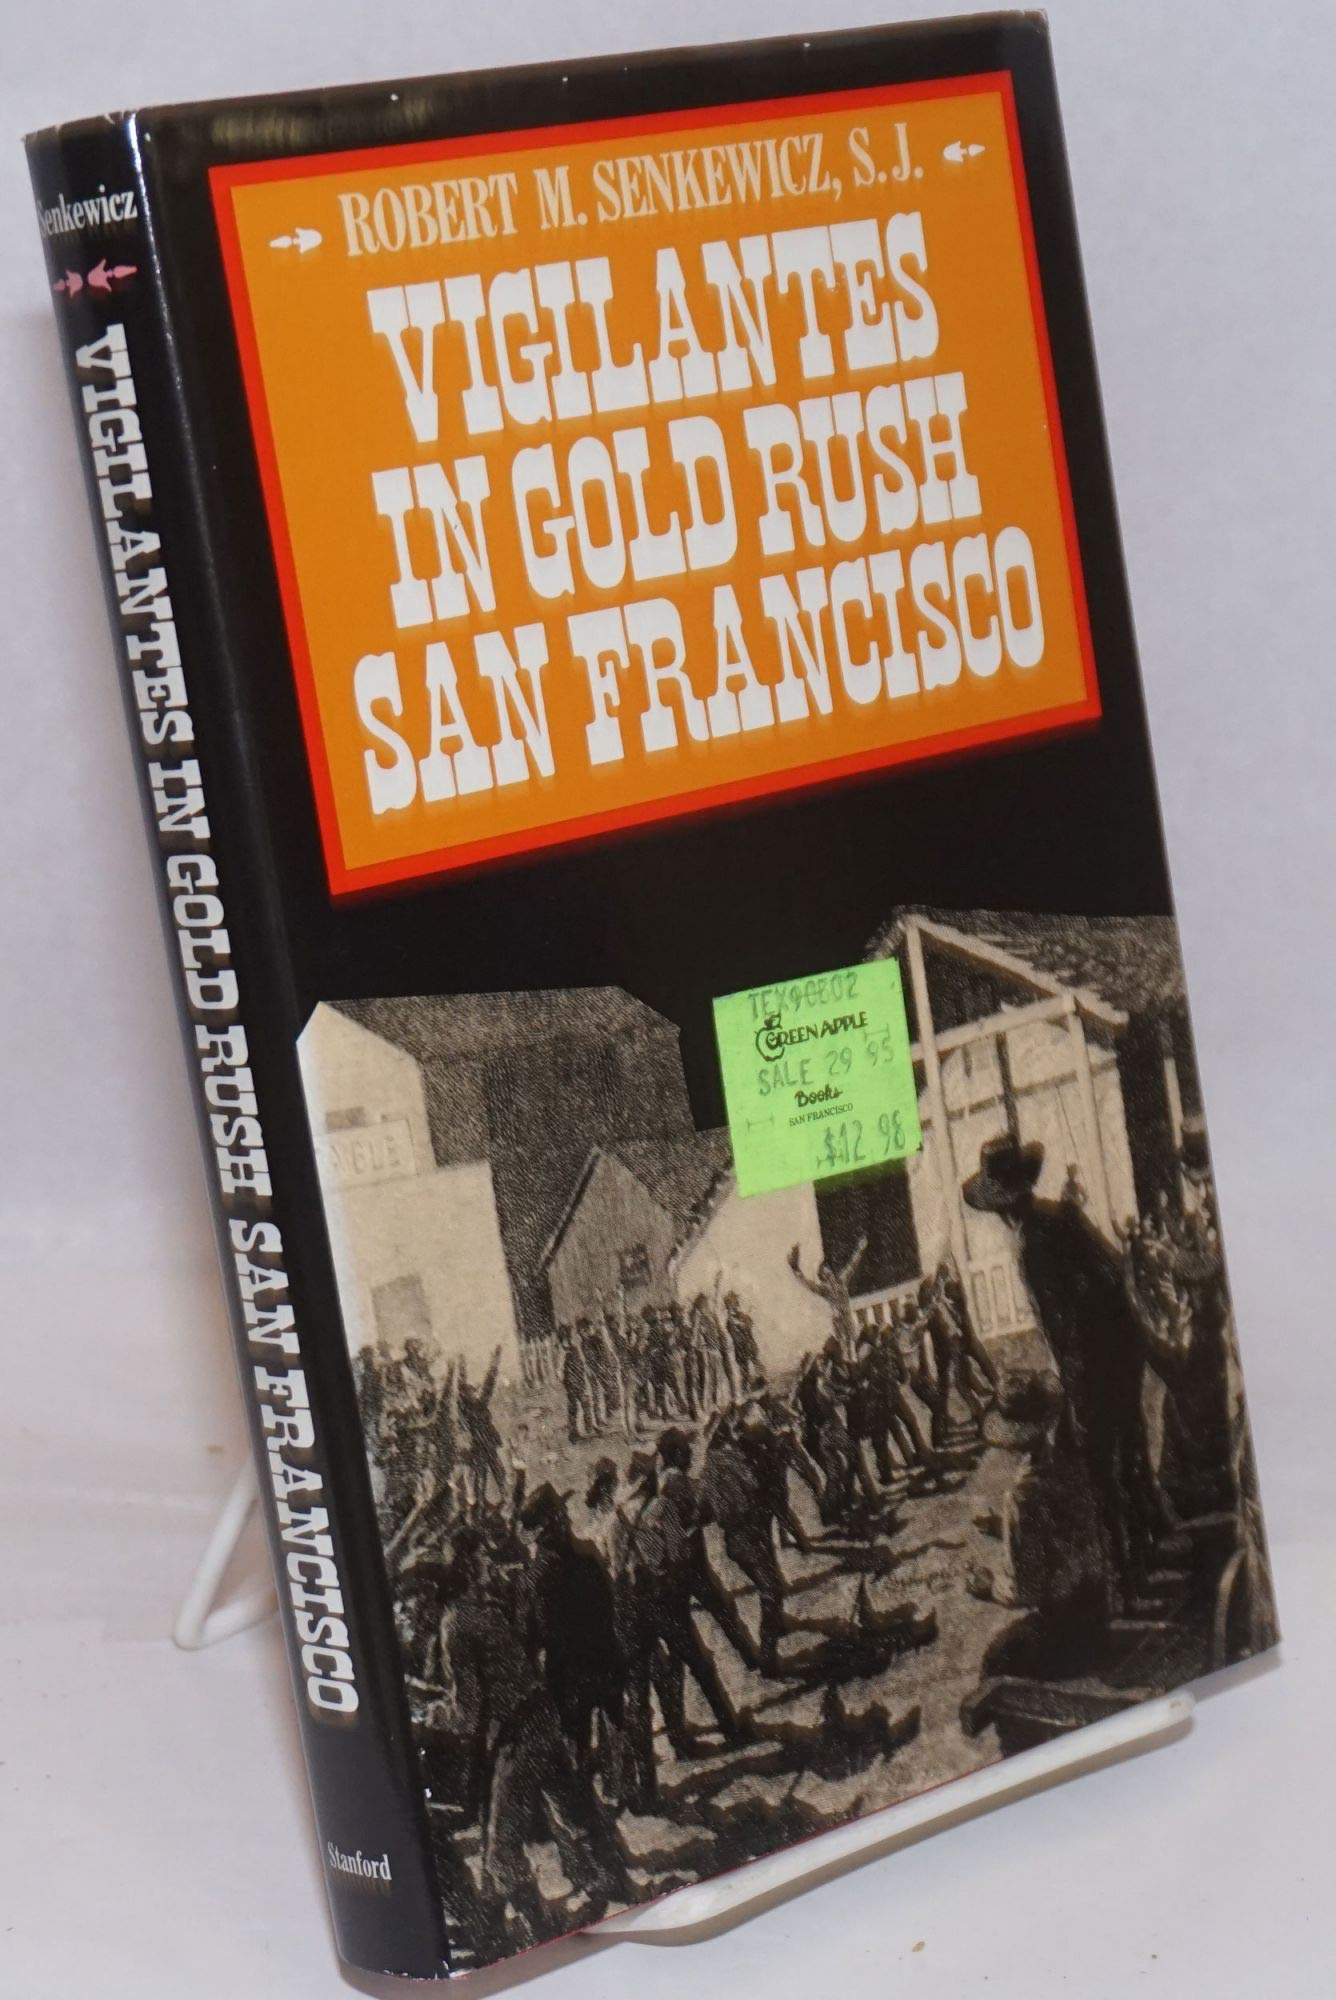 ROBERT M. SENKEWICZ, S.J.
VIGILANTES
IN GOLD RUSH
SAN FRANCISCO
GREEN APPLE
SALE 29 95
Books
SAN FRANCISCO
$12 98
Senkewicz
VIGILANTES IN GOLD RUSH SAN FRANCISCO
Stanford